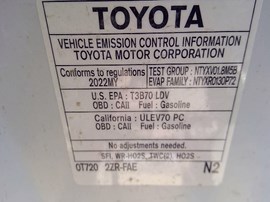 TOYOTA
VEHICLE EMISSION CONTROL INFORMATION
TOYOTA MOTOR CORPORATION
Conforms to regulations
2022MY
TEST GROUP : NTYXV01.8M5B
EVAP FAMILY : NTYXR0130P72
U.S. EPA : T3B70 LDV
OBD : CAII Fuel : Gasoline
California : ULEV70 PC
OBD : CAII Fuel : Gasoline
No adjustments needed.
SFI, WR-HO2S, TWC(2), HO2S
0T720 2ZR-FAE N2